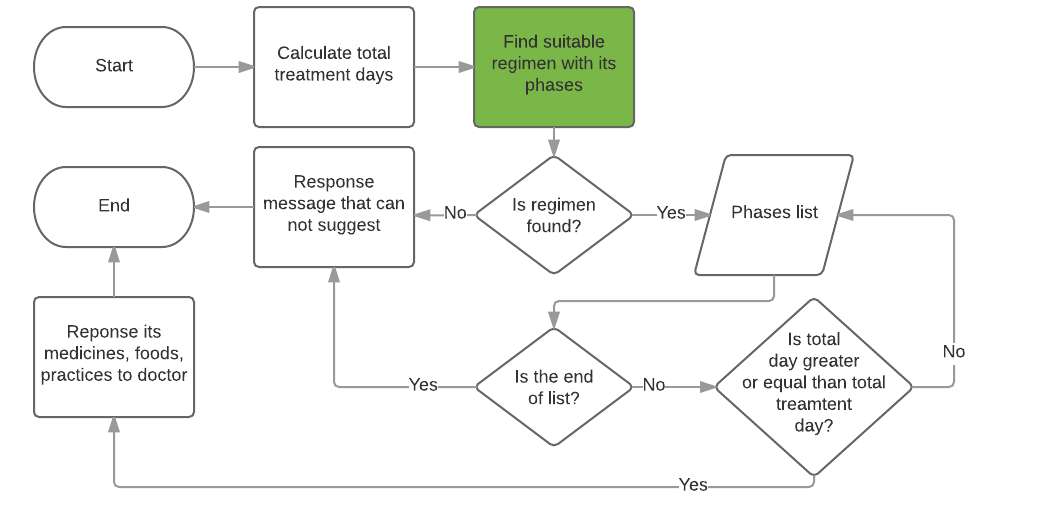 Start
Calculate total
treatment days
Find suitable
regimen with its
phases
End
Response
message that can
not suggest
No
Is regimen
found?
Yes
Phases list
Reponse its
medicines, foods,
practices to doctor
Yes
Is the end
of list?
No
Is total
day greater
or equal than total
treamtent
day?
No
Yes